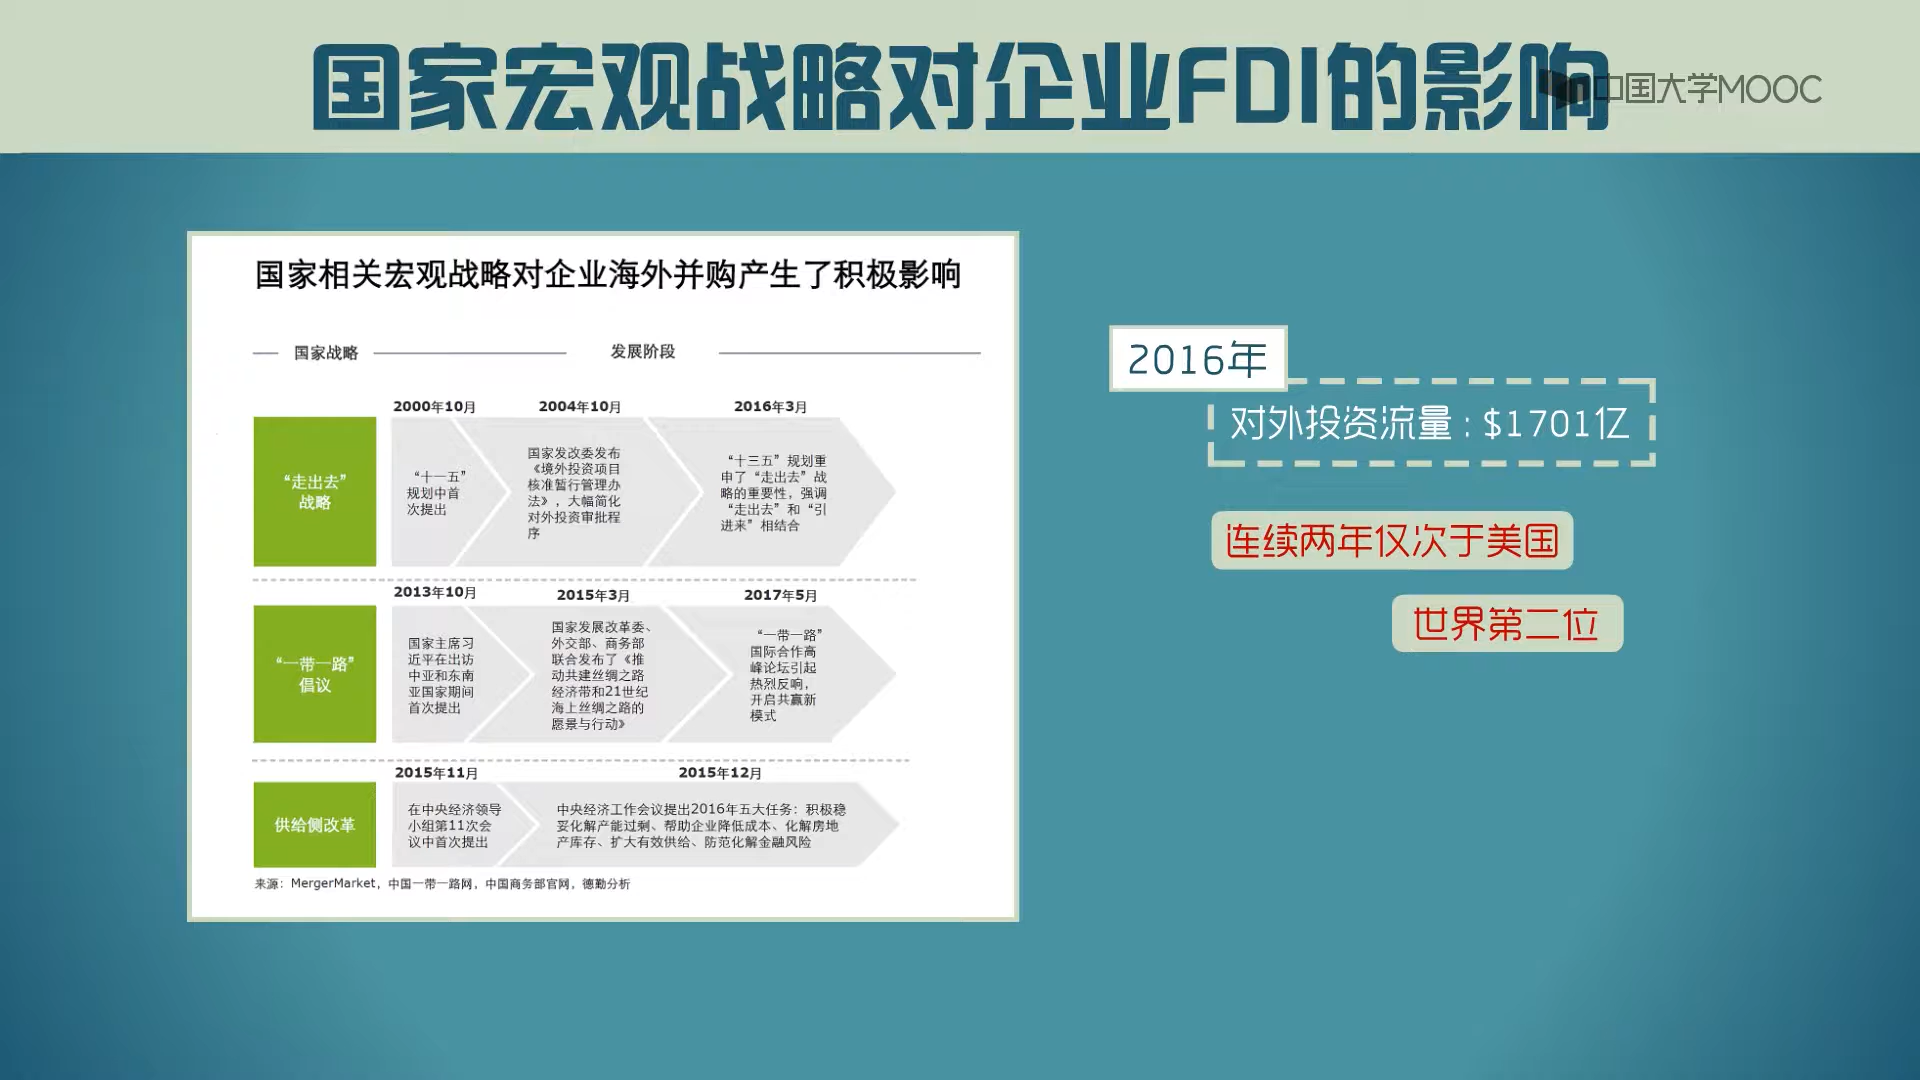 国家宏观战略对企业FDI的影响
中国大学MOOC
国家相关宏观战略对企业海外并购产生了积极影响
国家战略
发展阶段
2000年10月
2004年10月
2016年3月
“走出去”
战略
“十一五”
规划中首
次提出
国家发改委发布
《境外投资项目
核准暂行管理办
法》，大幅简化
对外投资审批程
序
“十三五”规划重
申了“走出去”战
略的重要性，强调
“走出去”和“引
进来”相结合
2013年10月
2015年3月
2017年5月
“一带一路”
倡议
国家主席习
近平在出访
中亚和东南
亚国家期间
首次提出
国家发展改革委、
外交部、商务部
联合发布了《推
动共建丝绸之路
经济带和21世纪
海上丝绸之路的
愿景与行动》
“一带一路”
国际合作高
峰论坛引起
热烈反响，
开启共赢新
模式
2015年11月
2015年12月
供给侧改革
在中央经济领导
小组第11次会
议中首次提出
中央经济工作会议提出2016年五大任务：积极稳
妥化解产能过剩、帮助企业降低成本、化解房地
产库存、扩大有效供给、防范化解金融风险
来源：MergerMarket，中国一带一路网，中国商务部官网，德勤分析
2016年
对外投资流量：$1701亿
连续两年仅次于美国
世界第二位